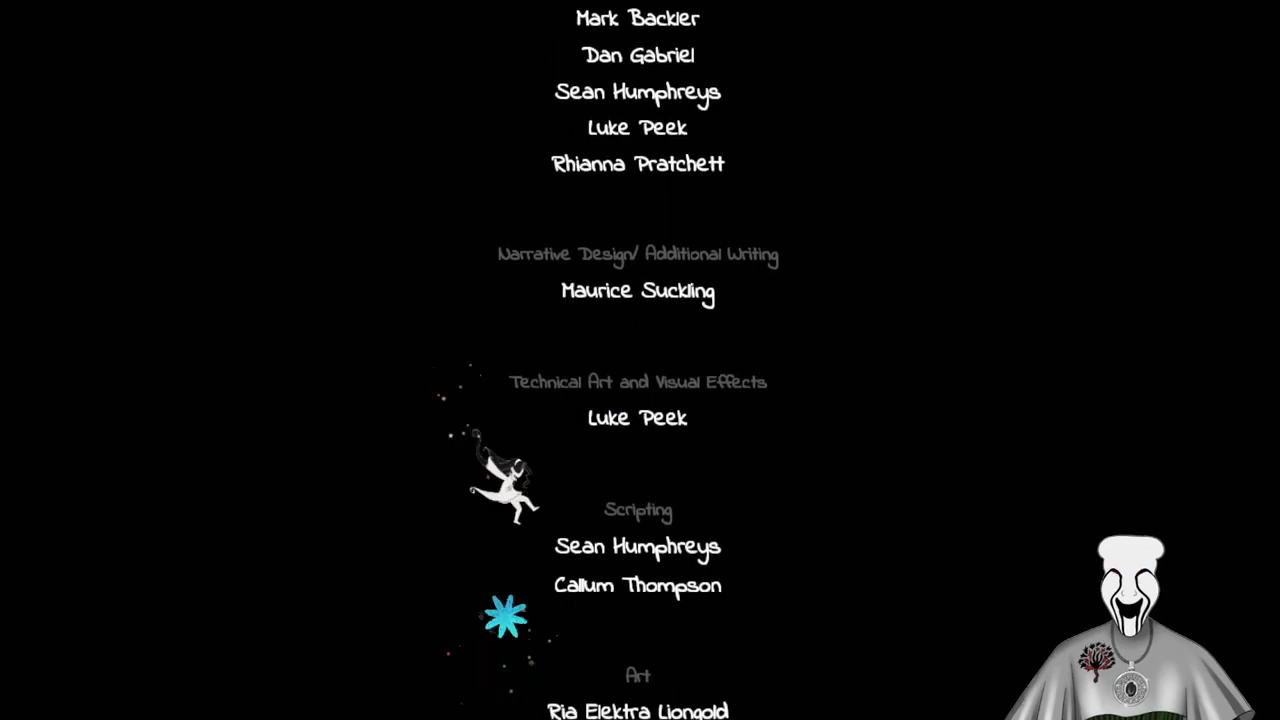 Mark Backler
Dan Gabriel
Sean Humphreys
Luke Peek
Rhianna Pratchett
Narrative Design/ Additional Writing
Maurice Suckling
Technical Art and Visual Effects
Luke Peek
Scripting
Sean Humphreys
Callum Thompson
Art
Ria Elektra Liongold